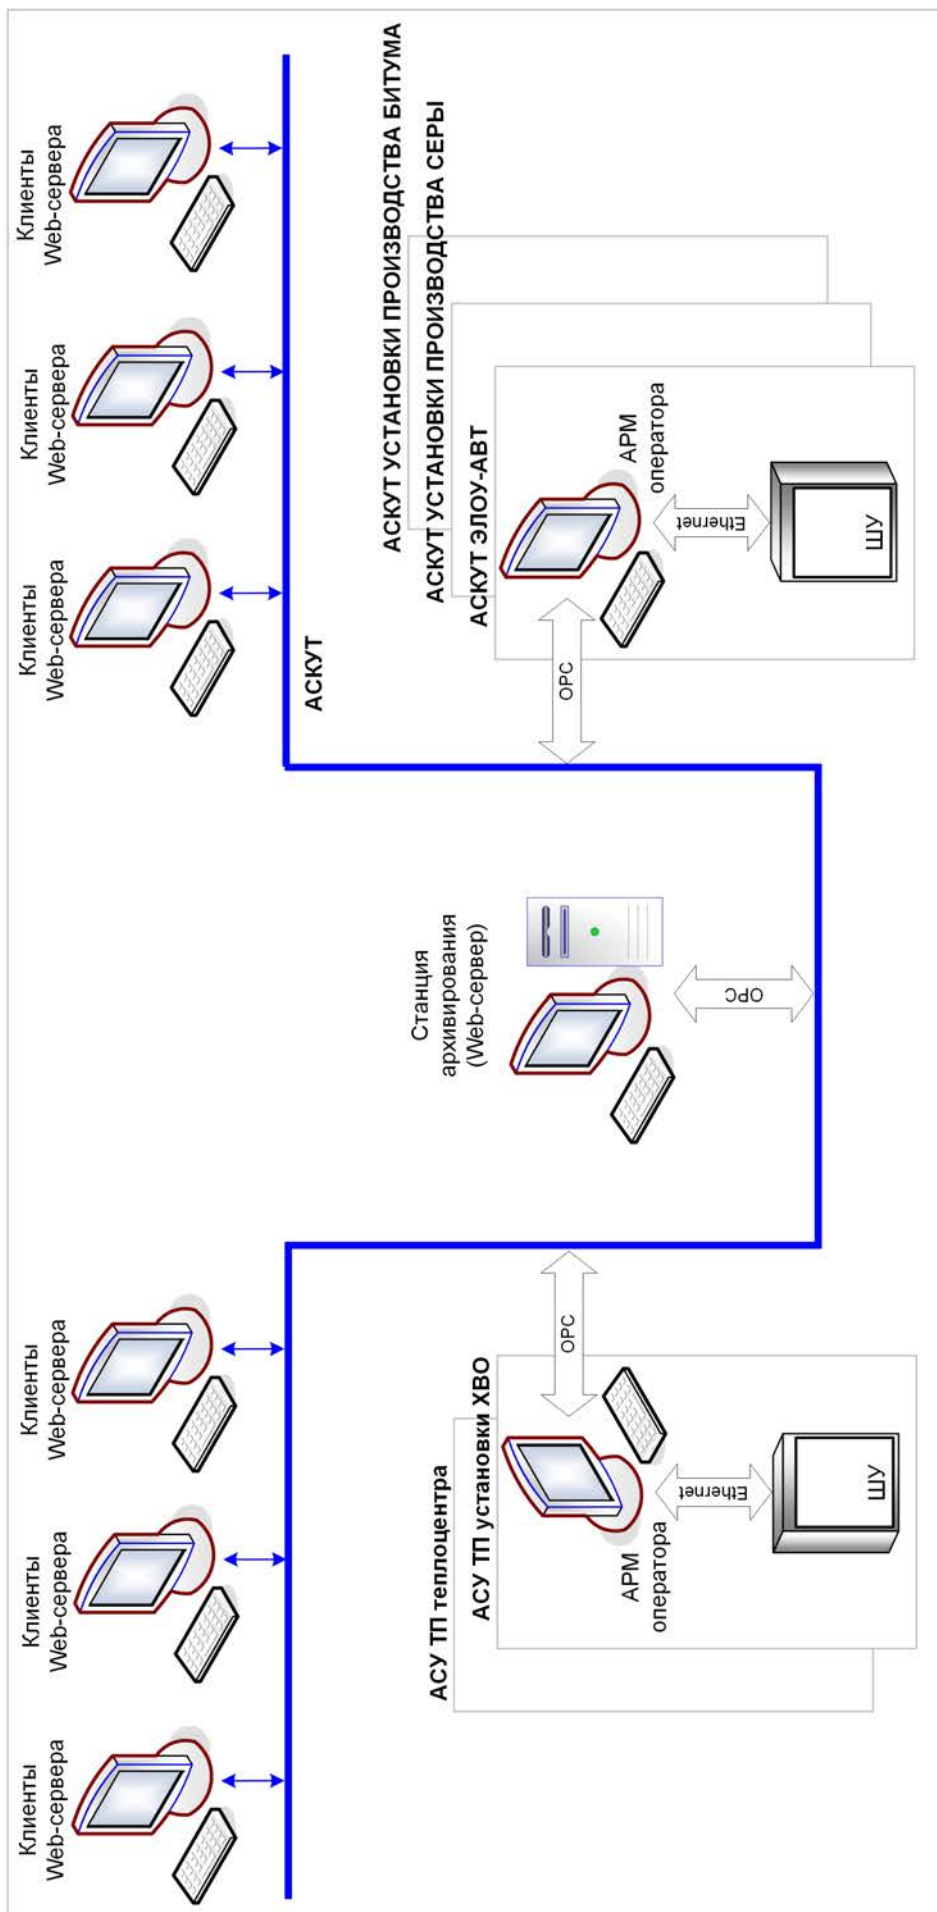 Клиенты
Web-сервера
Клиенты
Web-сервера
Клиенты
Web-сервера
Клиенты
Web-сервера
Клиенты
Web-сервера
Клиенты
Web-сервера
АСКУТ
Станция
архивирования
(Web-сервер)
OPC
АСУ ТП теплоцентра
АСУ ТП установки ХВО
OPC
АРМ
оператора
Ethernet
ШУ
АСКУТ УСТАНОВКИ ПРОИЗВОДСТВА БИТУМА
АСКУТ УСТАНОВКИ ПРОИЗВОДСТВА СЕРЫ
АСКУТ ЭЛОУ-АВТ
OPC
АРМ
оператора
Ethernet
ШУ